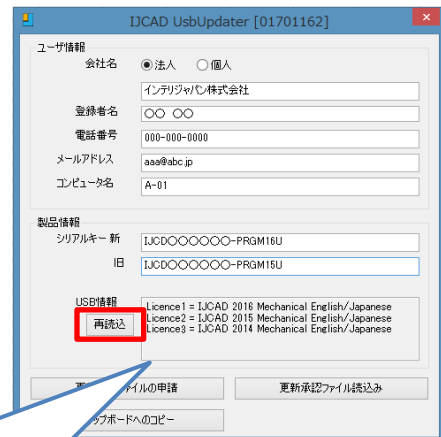 IJCAD UsbUpdater [01701162]
ユーザ情報
会社名 法人 個人
インテリジャパン株式会社
登録者名 〇〇 〇〇
電話番号 000-000-0000
メールアドレス aaa@abc.jp
コンピュータ名 A-01
製品情報
シリアルキー 新 IJCD〇〇〇〇〇〇-PRGM16U
旧 IJCD〇〇〇〇〇〇-PRGM15U
USB情報
再読込
Licence1 = IJCAD 2016 Mechanical English/Japanese
Licence2 = IJCAD 2015 Mechanical English/Japanese
Licence3 = IJCAD 2014 Mechanical English/Japanese
イルの申請 更新承認ファイル読込み
ップボードへのコピー